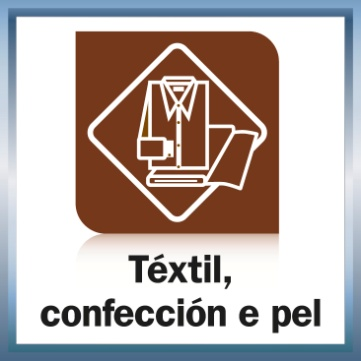 Téxtil,
confección e pel